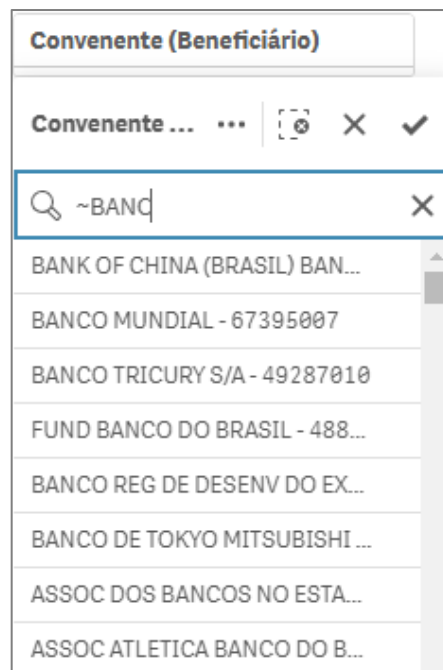 Convenente (Beneficiário)
Convenente ... ...
~BANC
BANK OF CHINA (BRASIL) BAN...
BANCO MUNDIAL - 67395007
BANCO TRICURY S/A - 49287010
FUND BANCO DO BRASIL - 488...
BANCO REG DE DESENV DO EX...
BANCO DE TOKYO MITSUBISHI ...
ASSOC DOS BANCOS NO ESTA...
ASSOC ATLETICA BANCO DO B...